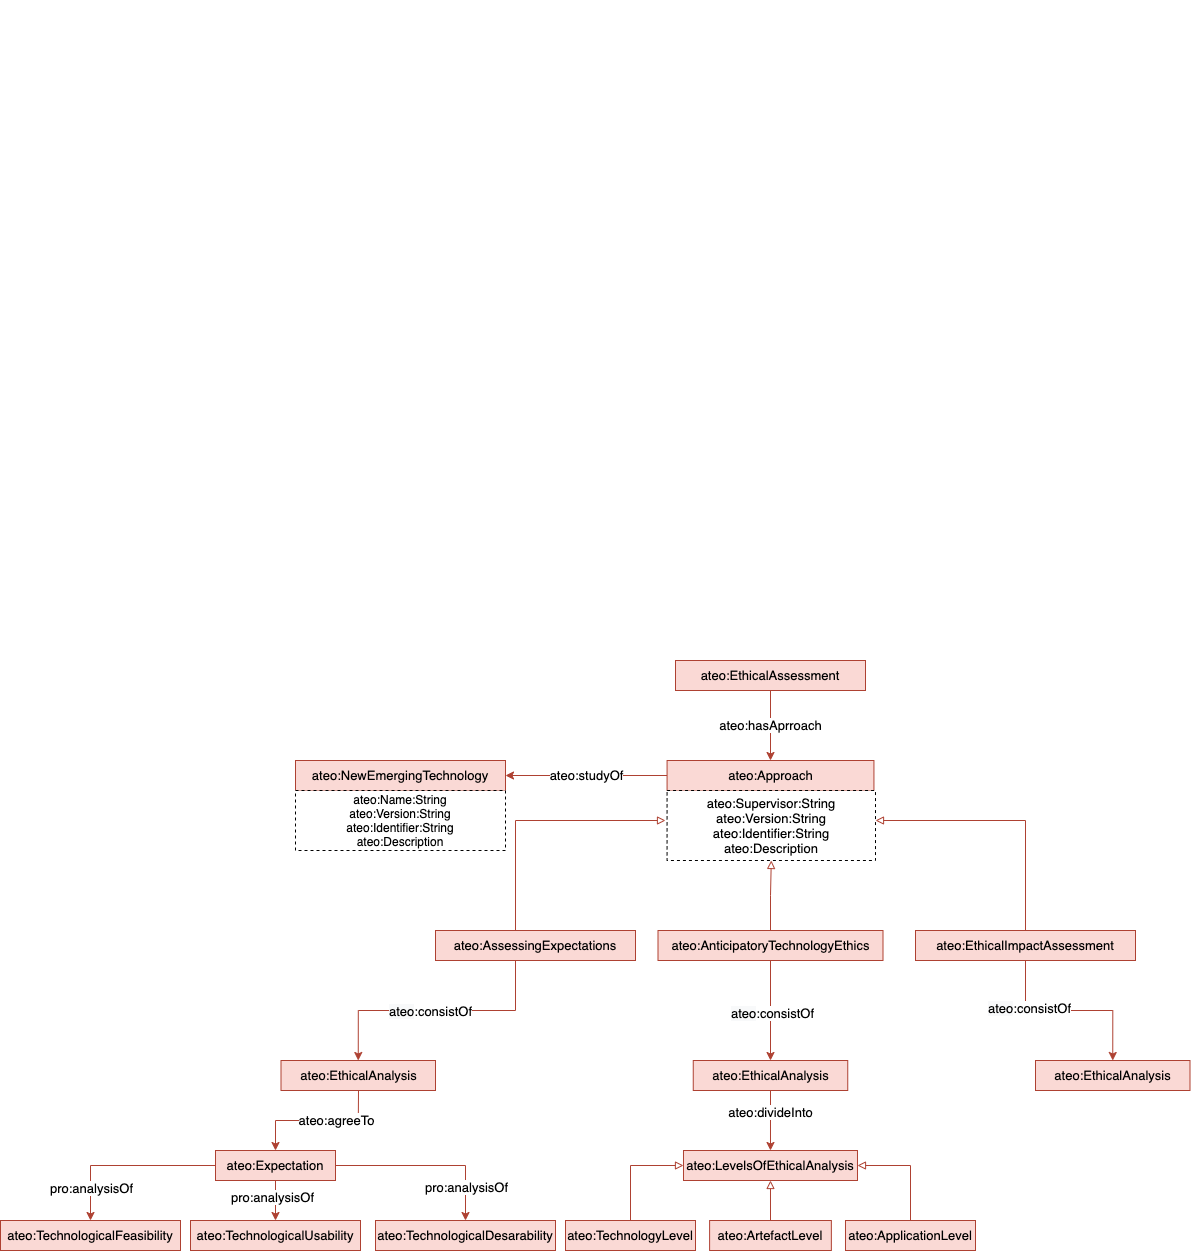 ateo:EthicalAssessment
ateo:hasAprroach
ateo:NewEmergingTechnology
ateo:studyOf
ateo:Approach
ateo:Name:String
ateo:Version:String
ateo:Identifier:String
ateo:Description
ateo:Supervisor:String
ateo:Version:String
ateo:Identifier:String
ateo:Description
ateo:AssessingExpectations
ateo:AnticipatoryTechnologyEthics
ateo:EthicalImpactAssessment
ateo:consistOf
ateo:consistOf
ateo:consistOf
ateo:EthicalAnalysis
ateo:EthicalAnalysis
ateo:EthicalAnalysis
ateo:agreeTo
ateo:divideInto
ateo:Expectation
ateo:LevelsOfEthicalAnalysis
pro:analysisOf
pro:analysisOf
pro:analysisOf
ateo:TechnologicalFeasibility
ateo:TechnologicalUsability
ateo:TechnologicalDesarability
ateo:TechnologyLevel
ateo:ArtefactLevel
ateo:ApplicationLevel